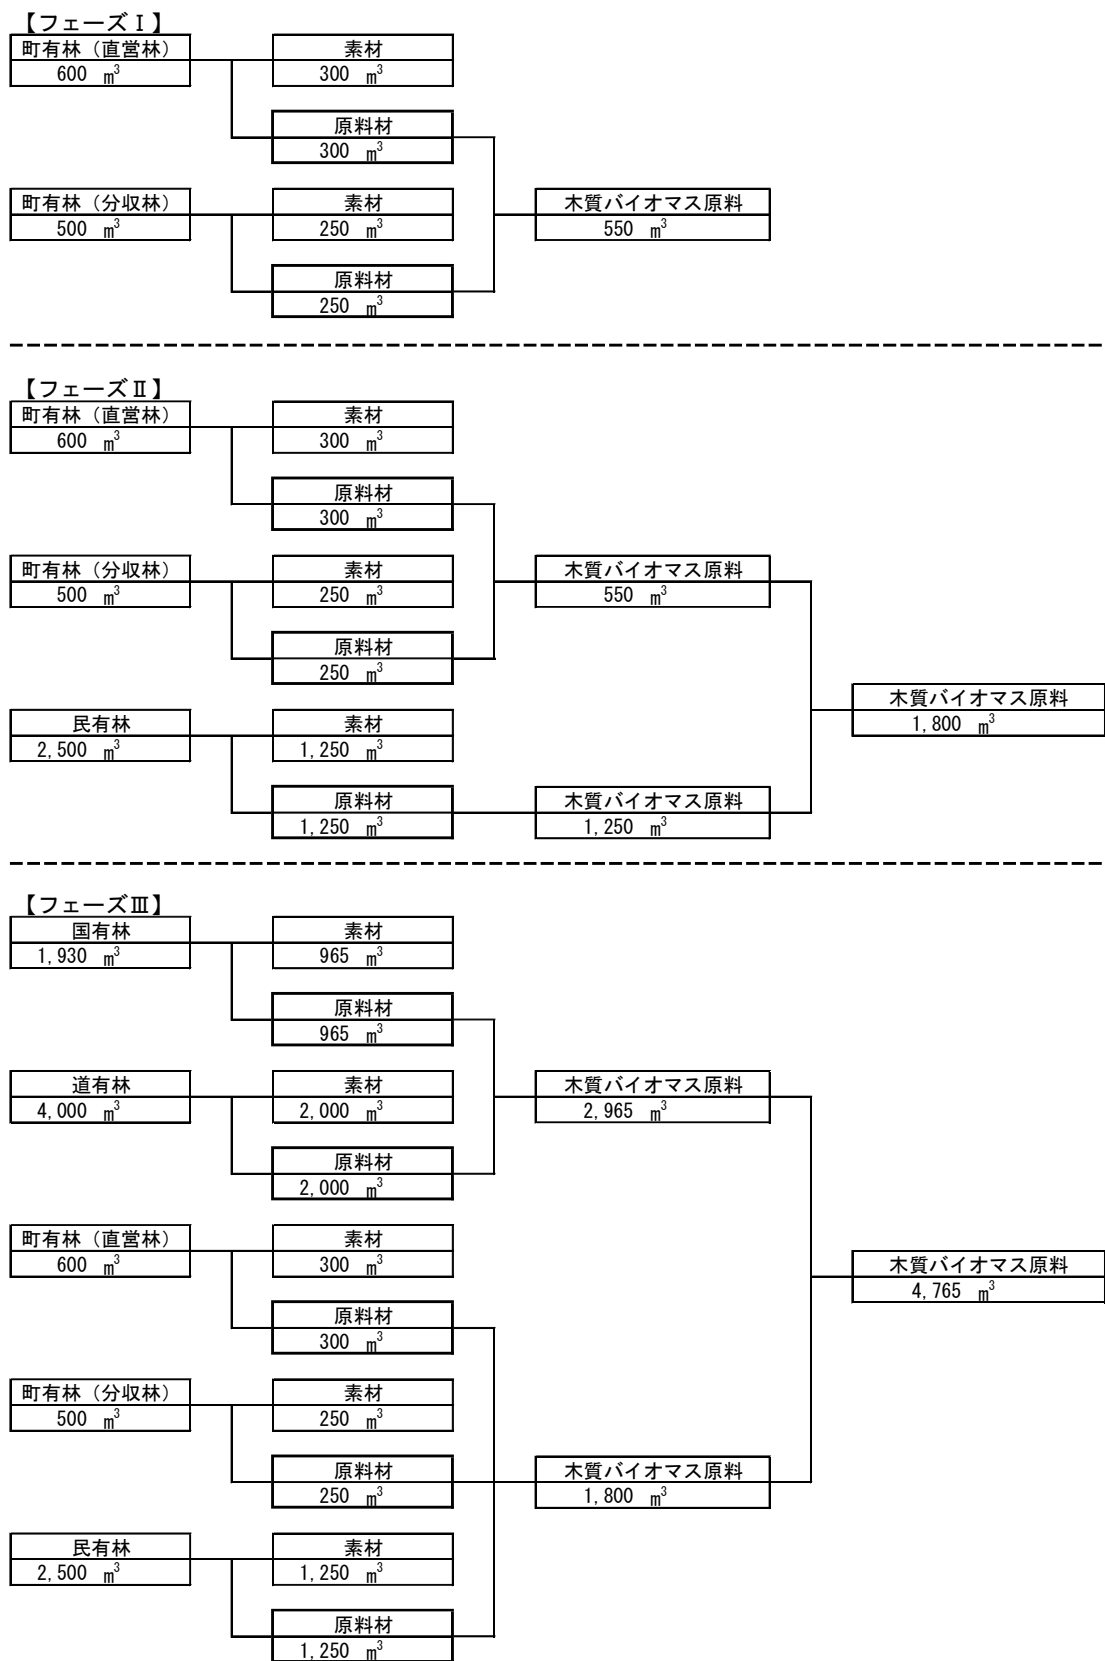 【フェーズⅠ】
町有林（直営林） 素材
600 m³ 300 m³
原料材
300 m³
町有林（分収林） 素材 木質バイオマス原料
500 m³ 250 m³ 550 m³
原料材
250 m³
【フェーズⅡ】
町有林（直営林） 素材
600 m³ 300 m³
原料材
300 m³
町有林（分収林） 素材 木質バイオマス原料
500 m³ 250 m³ 550 m³
原料材
250 m³
木質バイオマス原料
民有林 素材 1,800 m³
2,500 m³ 1,250 m³
原料材 木質バイオマス原料
1,250 m³ 1,250 m³
【フェーズⅢ】
国有林 素材
1,930 m³ 965 m³
原料材
965 m³
道有林 素材 木質バイオマス原料
4,000 m³ 2,000 m³ 2,965 m³
原料材
2,000 m³
町有林（直営林） 素材
600 m³ 300 m³ 木質バイオマス原料
4,765 m³
原料材
300 m³
町有林（分収林） 素材
500 m³ 250 m³
原料材 木質バイオマス原料
250 m³ 1,800 m³
民有林 素材
2,500 m³ 1,250 m³
原料材
1,250 m³